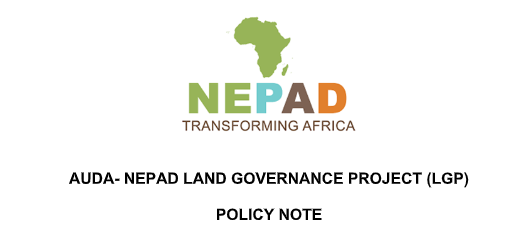 NEPAD
TRANSFORMING AFRICA
AUDA- NEPAD LAND GOVERNANCE PROJECT (LGP)
POLICY NOTE